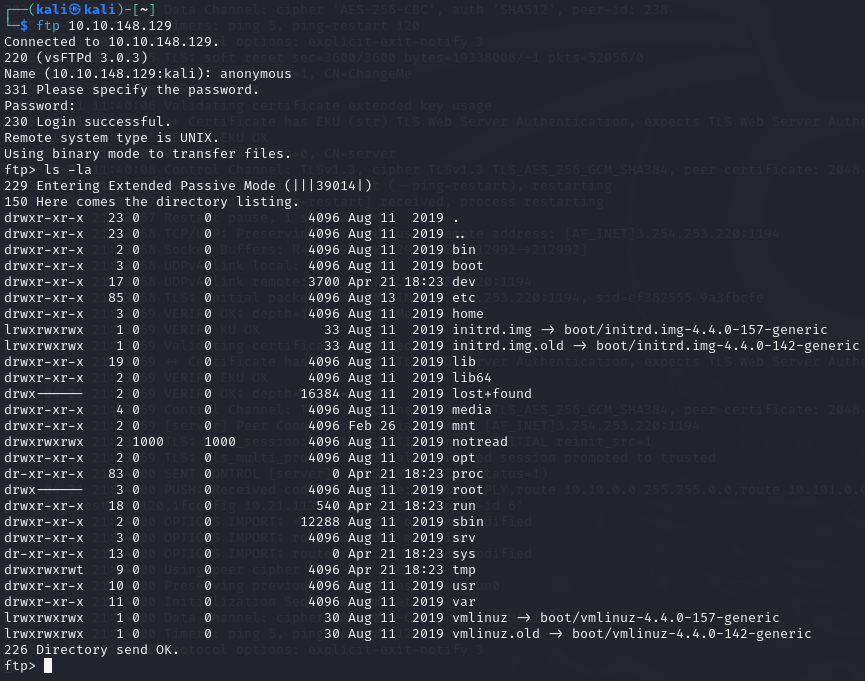 ┌──(kali㉿kali)-[~]
└─$ ftp 10.10.148.129
Connected to 10.10.148.129.
220 (vsFTPd 3.0.3)
Name (10.10.148.129:kali): anonymous
331 Please specify the password.
Password:
230 Login successful.
Remote system type is UNIX.
Using binary mode to transfer files.
ftp> ls -la
229 Entering Extended Passive Mode (|||39014|)
150 Here comes the directory listing.
drwxr-xr-x   23 0        0            4096 Aug 11  2019 .
drwxr-xr-x   23 0        0            4096 Aug 11  2019 ..
drwxr-xr-x    2 0        0            4096 Aug 11  2019 bin
drwxr-xr-x    3 0        0            4096 Aug 11  2019 boot
drwxr-xr-x   17 0        0            3700 Apr 21 18:23 dev
drwxr-xr-x   85 0        0            4096 Aug 13  2019 etc
drwxr-xr-x    3 0        0            4096 Aug 11  2019 home
lrwxrwxrwx    1 0        0              33 Aug 11  2019 initrd.img -> boot/initrd.img-4.4.0-157-generic
lrwxrwxrwx    1 0        0              33 Aug 11  2019 initrd.img.old -> boot/initrd.img-4.4.0-142-generic
drwxr-xr-x   19 0        0            4096 Aug 11  2019 lib
drwxr-xr-x    2 0        0            4096 Aug 11  2019 lib64
drwx------    2 0        0           16384 Aug 11  2019 lost+found
drwxr-xr-x    4 0        0            4096 Aug 11  2019 media
drwxr-xr-x    2 0        0            4096 Feb 26  2019 mnt
drwxrwxrwx    2 1000     1000         4096 Aug 11  2019 notread
drwxr-xr-x    2 0        0            4096 Aug 11  2019 opt
dr-xr-xr-x   83 0        0               0 Apr 21 18:23 proc
drwx------    3 0        0            4096 Aug 11  2019 root
drwxr-xr-x   18 0        0             540 Apr 21 18:23 run
drwxr-xr-x    2 0        0           12288 Aug 11  2019 sbin
drwxr-xr-x    3 0        0            4096 Aug 11  2019 srv
dr-xr-xr-x   13 0        0               0 Apr 21 18:23 sys
drwxrwxrwt    9 0        0            4096 Apr 21 18:23 tmp
drwxr-xr-x   10 0        0            4096 Aug 11  2019 usr
drwxr-xr-x   11 0        0            4096 Aug 11  2019 var
lrwxrwxrwx    1 0        0              30 Aug 11  2019 vmlinuz -> boot/vmlinuz-4.4.0-157-generic
lrwxrwxrwx    1 0        0              30 Aug 11  2019 vmlinuz.old -> boot/vmlinuz-4.4.0-142-generic
226 Directory send OK.
ftp>